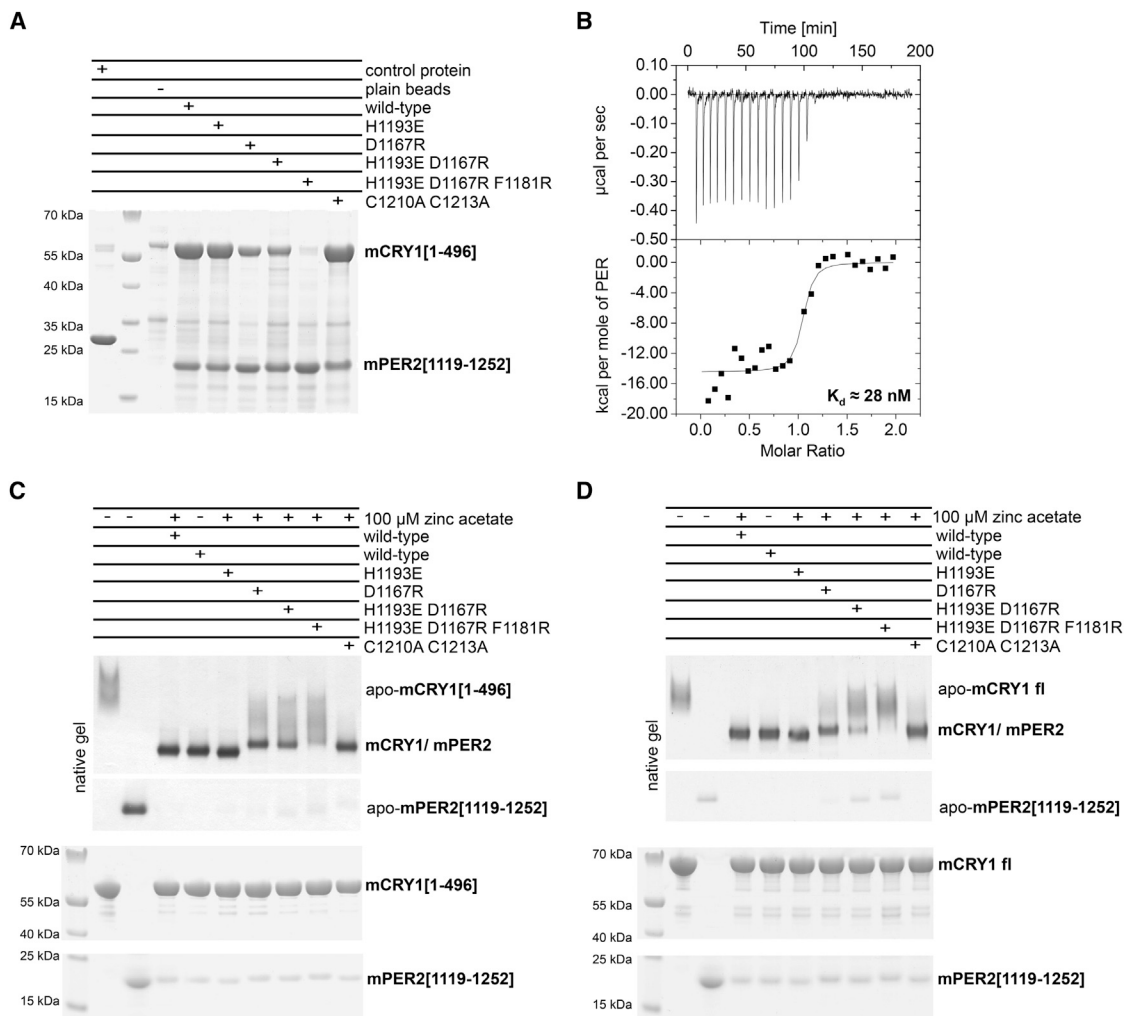 A
+ control protein
- plain beads
+ wild-type
+ H1193E
+ D1167R
+ H1193E D1167R
+ H1193E D1167R F1181R
+ C1210A C1213A
70 kDa
55 kDa
40 kDa
35 kDa
25 kDa
15 kDa
mCRY1[1-496]
mPER2[1119-1252]
B
Time [min]
0 50 100 150 200
0.10
0.00
-0.10
-0.20
-0.30
-0.40
-0.50
µcal per sec
0.00
-4.00
-8.00
-12.00
-16.00
-20.00
kcal per mole of PER
Kd ≈ 28 nM
0.0 0.5 1.0 1.5 2.0
Molar Ratio
C
- - + - + + + + + 100 µM zinc acetate
+ wild-type
+ wild-type
+ H1193E
+ D1167R
+ H1193E D1167R
+ H1193E D1167R F1181R
+ C1210A C1213A
native gel
apo-mCRY1[1-496]
mCRY1/ mPER2
apo-mPER2[1119-1252]
70 kDa
55 kDa
40 kDa
mCRY1[1-496]
25 kDa
15 kDa
mPER2[1119-1252]
D
- - + - + + + + + 100 µM zinc acetate
+ wild-type
+ wild-type
+ H1193E
+ D1167R
+ H1193E D1167R
+ H1193E D1167R F1181R
+ C1210A C1213A
native gel
apo-mCRY1 fl
mCRY1/ mPER2
apo-mPER2[1119-1252]
70 kDa
55 kDa
40 kDa
mCRY1 fl
25 kDa
15 kDa
mPER2[1119-1252]